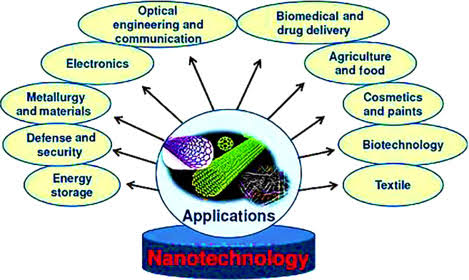 Optical
engineering and
communication
Biomedical and
drug delivery
Electronics
Agriculture
and food
Metallurgy
and materials
Cosmetics
and paints
Defense and
security
Biotechnology
Energy
storage
Textile
Applications
Nanotechnology